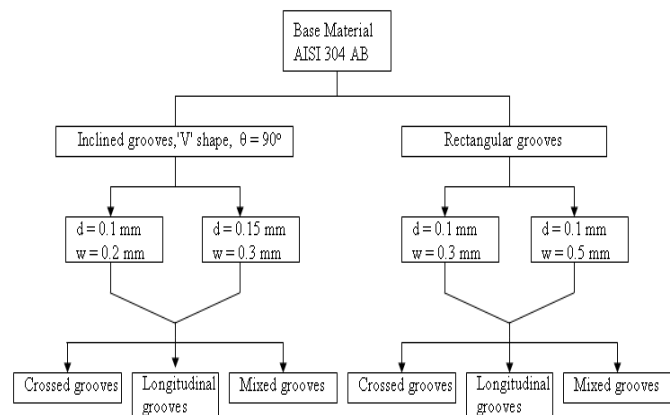 Base Material
AISI 304 AB
Inclined grooves,'V' shape, θ = 90°
Rectangular grooves
d = 0.1 mm
w = 0.2 mm
d = 0.15 mm
w = 0.3 mm
d = 0.1 mm
w = 0.3 mm
d = 0.1 mm
w = 0.5 mm
Crossed grooves
Longitudinal
grooves
Mixed grooves
Crossed grooves
Longitudinal
grooves
Mixed grooves